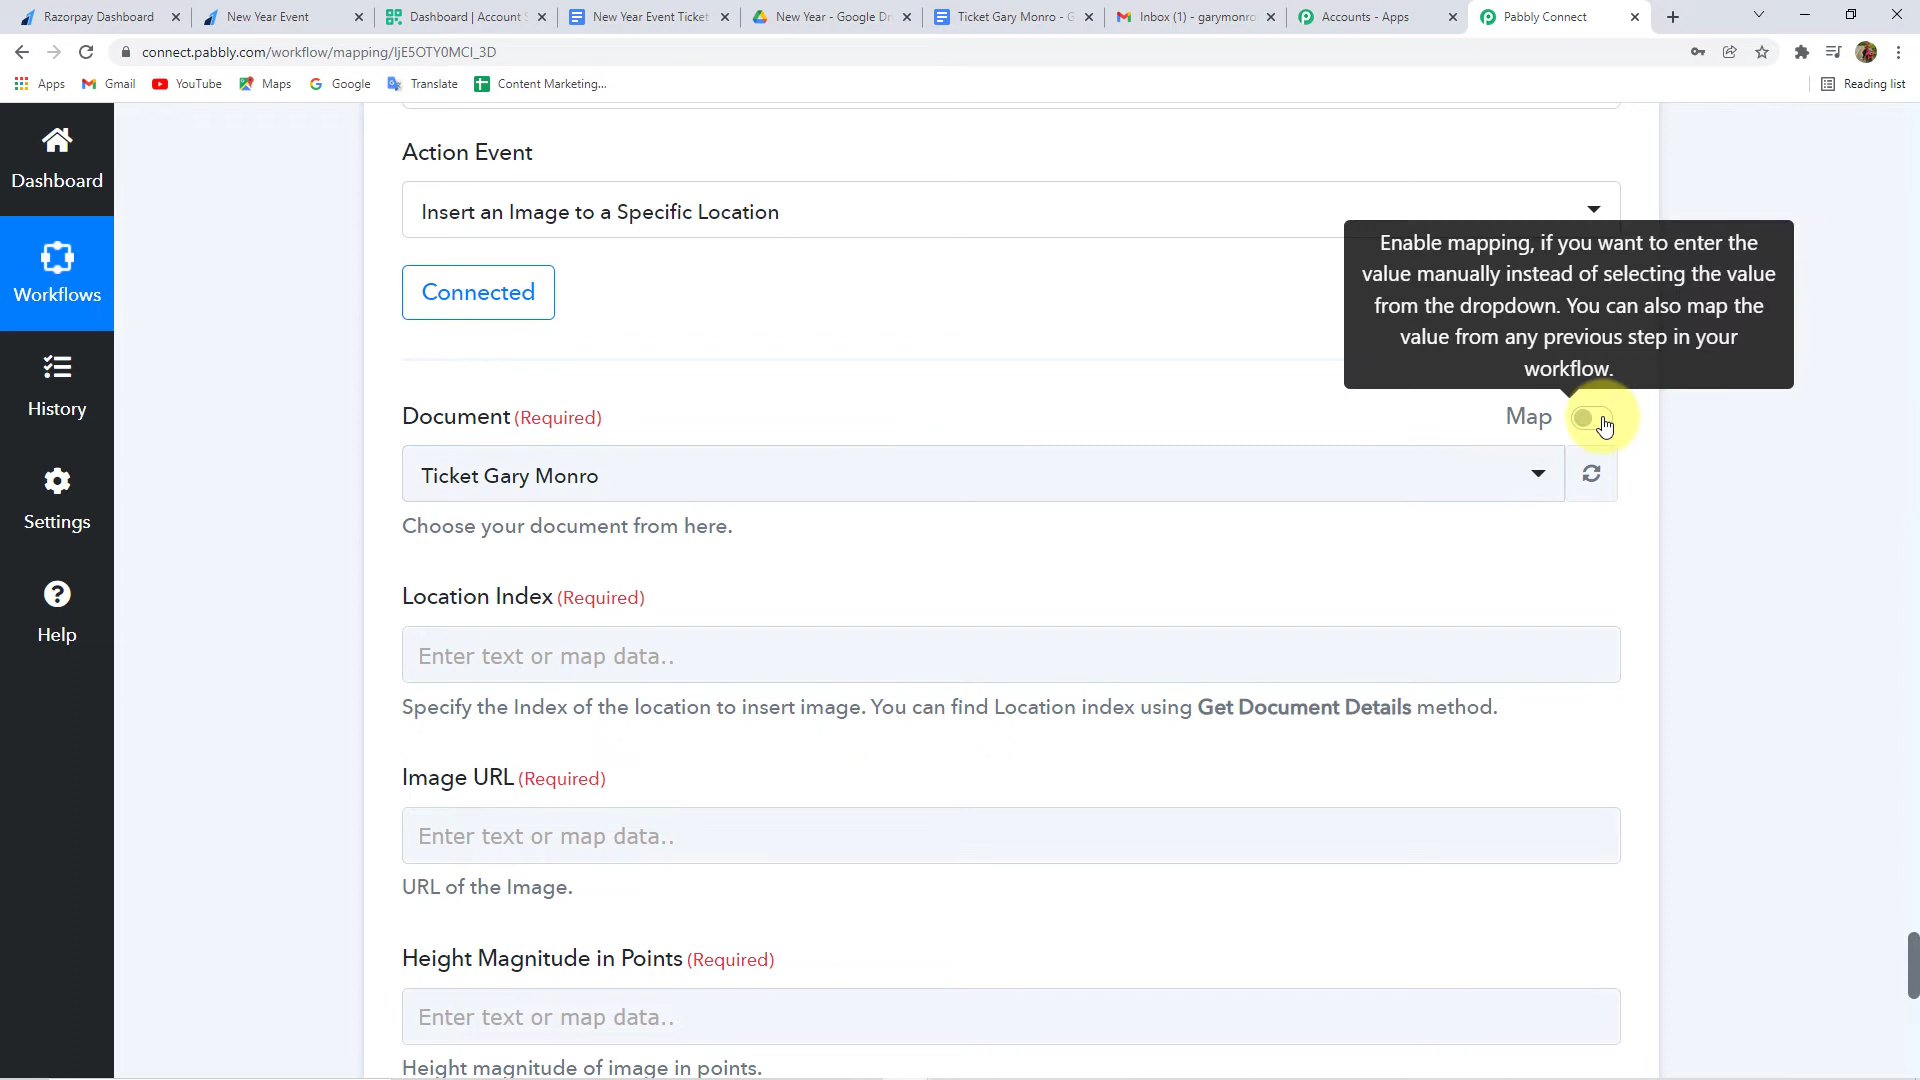 Razorpay Dashboard
New Year Event
Dashboard | Account S
New Year Event Ticket
New Year - Google Dr
Ticket Gary Monro - G
Inbox (1) - garymonro
Accounts - Apps
Pabbly Connect
connect.pabbly.com/workflow/mapping/IjE5OTY0MCI_3D
Apps
Gmail
YouTube
Maps
Google
Translate
Content Marketing...
Reading list
Dashboard
Workflows
History
Settings
Help
Action Event
Insert an Image to a Specific Location
Connected
Enable mapping, if you want to enter the
value manually instead of selecting the value
from the dropdown. You can also map the
value from any previous step in your
workflow.
Document (Required)
Map
Ticket Gary Monro
Choose your document from here.
Location Index (Required)
Enter text or map data..
Specify the Index of the location to insert image. You can find Location index using Get Document Details method.
Image URL (Required)
Enter text or map data..
URL of the Image.
Height Magnitude in Points (Required)
Enter text or map data..
Height magnitude of image in points.